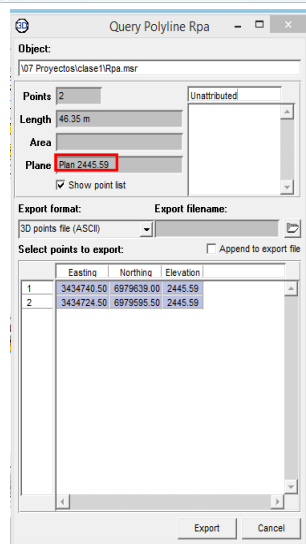 3D Query Polyline Rpa
Object:
\07 Proyectos\clase1\Rpa.msr
Points 2 Unattributed
Length 46.35 m
Area
Plane Plan 2445.59
Show point list
Export format: Export filename:
3D points file (ASCII)
Select points to export: Append to export file
Easting Northing Elevation
1 3434740.50 6979639.00 2445.59
2 3434724.50 6979595.50 2445.59
Export Cancel